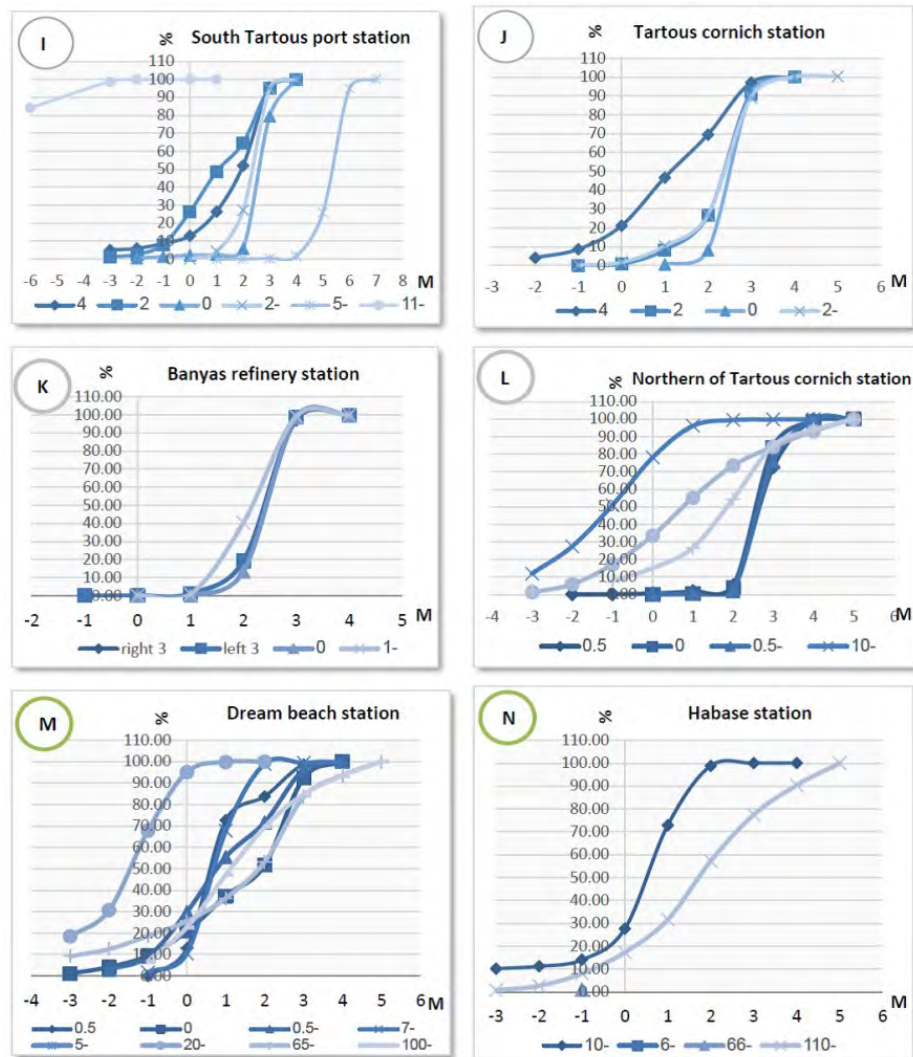 I
% South Tartous port station
110
100
90
80
70
60
50
40
30
20
10
0
-6 -5 -4 -3 -2 -1 0 1 2 3 4 5 6 7 8 M
4 2 0 2- 5- 11-
J
% Tartous cornich station
110
100
90
80
70
60
50
40
30
20
10
0
-3 -2 -1 0 1 2 3 4 5 6 M
4 2 0 2-
K
% Banyas refinery station
110.00
100.00
90.00
80.00
70.00
60.00
50.00
40.00
30.00
20.00
10.00
0.00
-2 -1 0 1 2 3 4 5 M
right 3 left 3 0 1-
L
% Northern of Tartous cornich station
110.00
100.00
90.00
80.00
70.00
60.00
50.00
40.00
30.00
20.00
10.00
0.00
-4 -3 -2 -1 0 1 2 3 4 5 6 M
0.5 0 0.5- 10-
M
% Dream beach station
110.00
100.00
90.00
80.00
70.00
60.00
50.00
40.00
30.00
20.00
10.00
0.00
-4 -3 -2 -1 0 1 2 3 4 5 6 M
0.5 0 0.5- 7-
5- 20- 65- 100-
N
% Habase station
110.00
100.00
90.00
80.00
70.00
60.00
50.00
40.00
30.00
20.00
10.00
0.00
-3 -2 -1 0 1 2 3 4 5 6 M
10- 6- 66- 110-